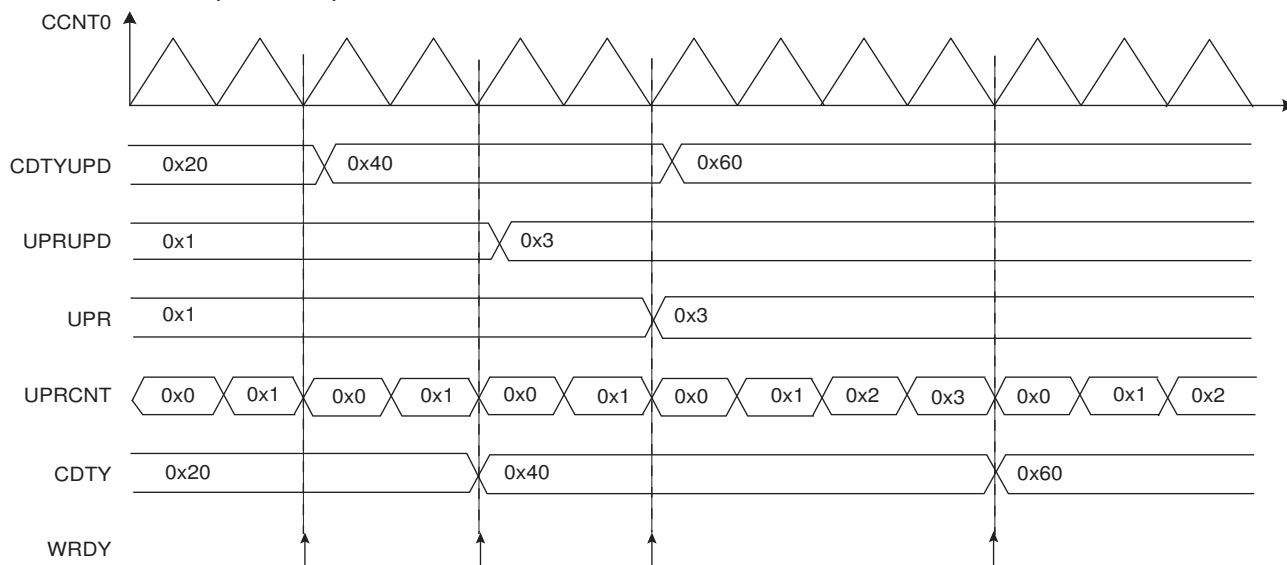 CCNT0
CDTYUPD 0x20 0x40 0x60
UPRUPD 0x1 0x3
UPR 0x1 0x3
UPRCNT 0x0 0x1 0x0 0x1 0x0 0x1 0x0 0x1 0x2 0x3 0x0 0x1 0x2
CDTY 0x20 0x40 0x60
WRDY